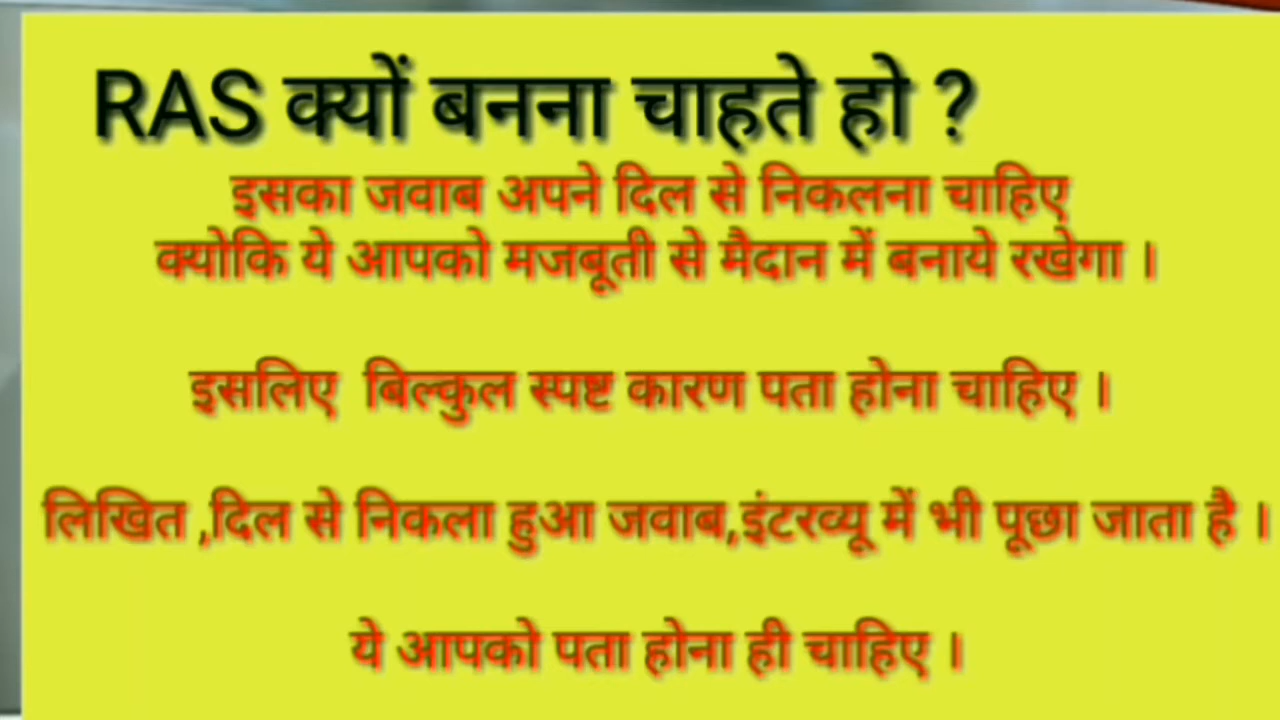 RAS क्यों बनना चाहते हो ?
इसका जवाब अपने दिल से निकलना चाहिए
क्योकि ये आपको मजबूती से मैदान में बनाये रखेगा ।
इसलिए बिल्कुल स्पष्ट कारण पता होना चाहिए ।
लिखित ,दिल से निकला हुआ जवाब,इंटरव्यू में भी पूछा जाता है ।
ये आपको पता होना ही चाहिए ।